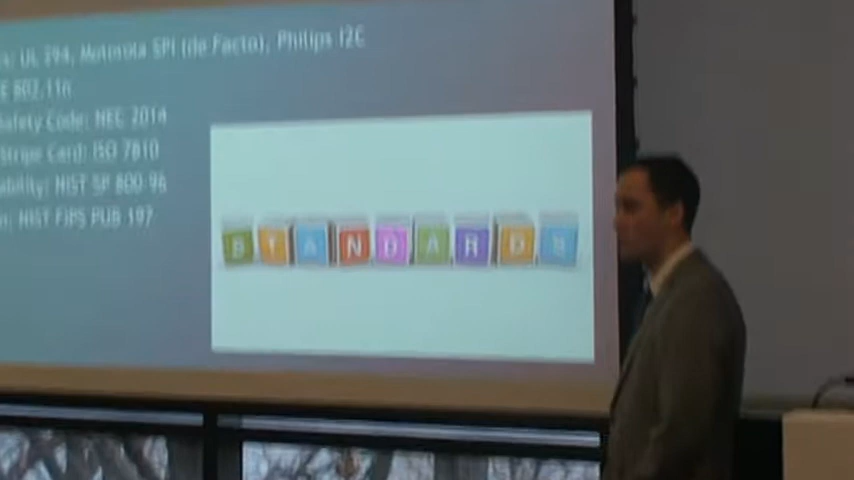 : UL 294, Motorola SPI (de Facto), Philips I2C
E 802.11b
Safety Code: NEC 2014
Stripe Card: ISO 7810
ability: NIST SP 800-96
n: NIST FIPS PUB 197
STANDARDS